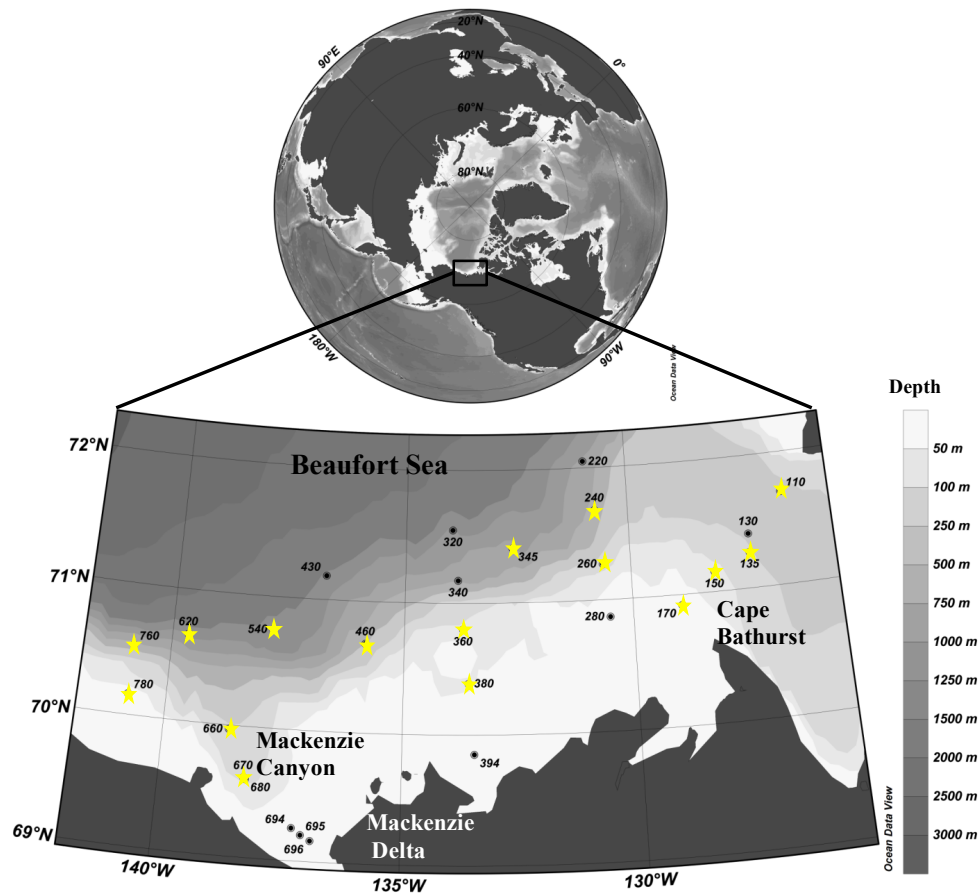 20°N
40°N
60°N
80°N
90°E
0°
180°W
90°W
Ocean Data View
Depth
50 m
100 m
250 m
500 m
750 m
1000 m
1250 m
1500 m
2000 m
2500 m
3000 m
Ocean Data View
72°N
71°N
70°N
69°N
140°W
135°W
130°W
Beaufort Sea
220
110
240
320
130
345
135
430
340
260
150
760
620
540
460
360
280
170
Cape
Bathurst
780
380
660
Mackenzie
Canyon
670
680
394
694
695
696
Mackenzie
Delta